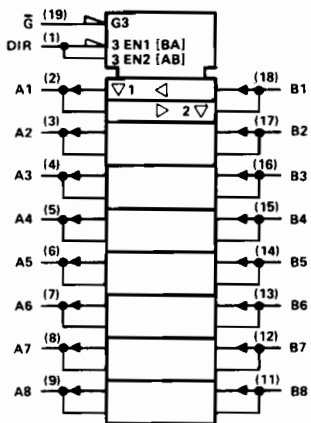 G̅ (19) G3
DIR (1) 3 EN1 [BA]
3 EN2 [AB]
A1 (2) ▽ 1 ◁ (18) B1
▷ 2 ▽
A2 (3) (17) B2
A3 (4) (16) B3
A4 (5) (15) B4
A5 (6) (14) B5
A6 (7) (13) B6
A7 (8) (12) B7
A8 (9) (11) B8